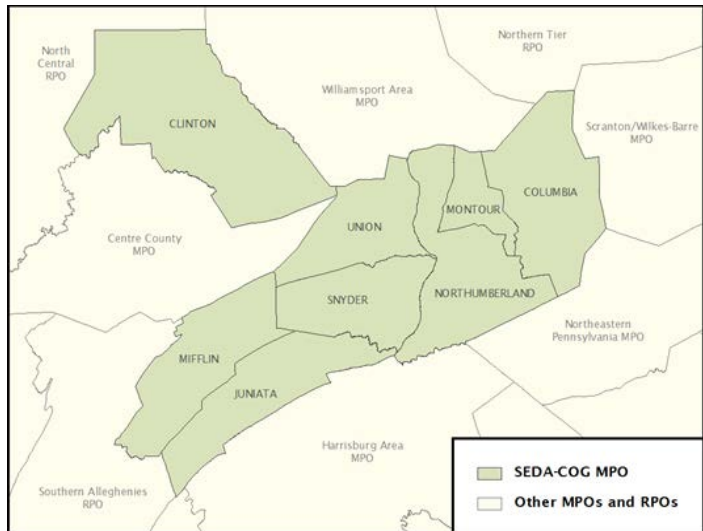 North
Central
RPO
Northern Tier
RPO
Williamsport Area
MPO
CLINTON
Scranton/Wilkes-Barre
MPO
COLUMBIA
MONTOUR
UNION
Centre County
MPO
SNYDER
NORTHUMBERLAND
Northeastern
Pennsylvania MPO
MIFFLIN
JUNIATA
Harrisburg Area
MPO
Southern Alleghenies
RPO
SEDA-COG MPO
Other MPOs and RPOs